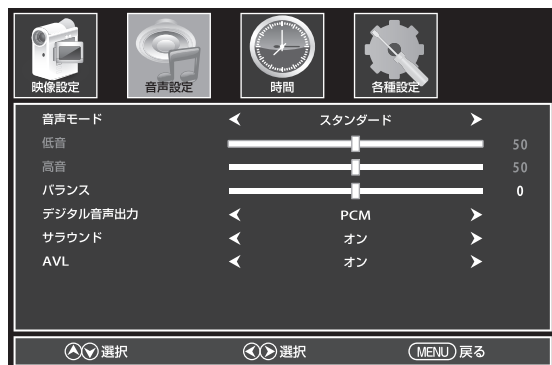 映像設定 音声設定 時間 各種設定
音声モード スタンダード
低音 50
高音 50
バランス 0
デジタル音声出力 PCM
サラウンド オン
AVL オン
選択 選択 MENU 戻る